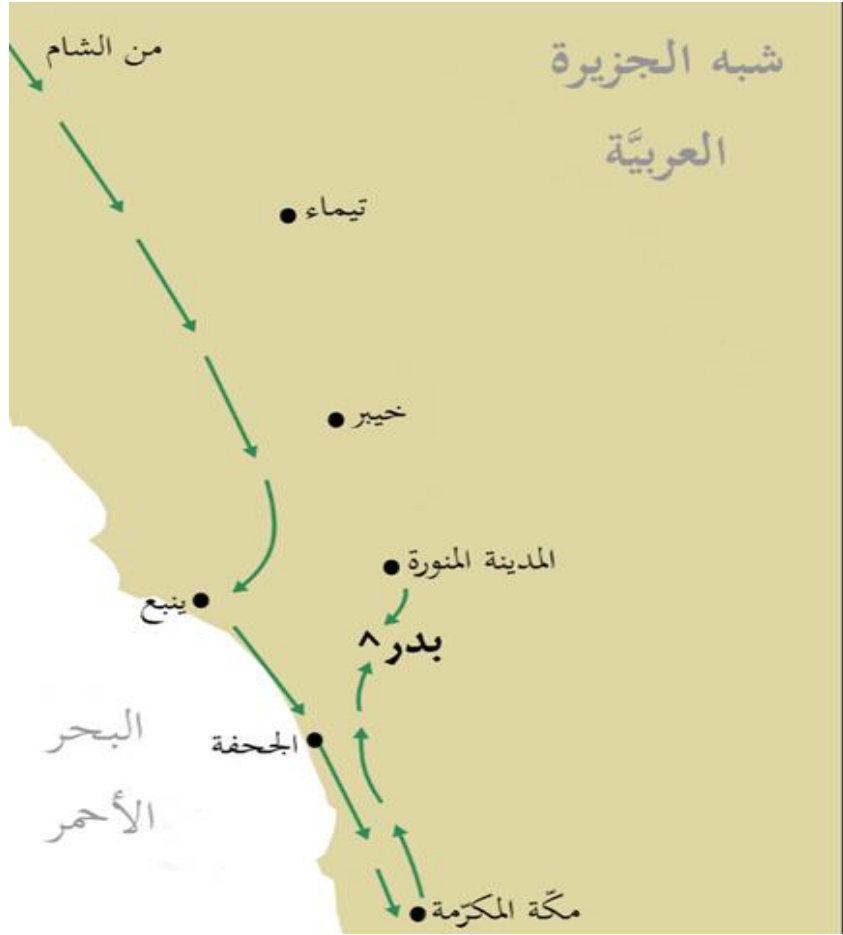 من الشام
شبه الجزيرة
العربيَّة
تيماء
خيبر
المدينة المنورة
ينبع
بدر ^
الجحفة
البحر
الأحمر
مكّة المكرّمة